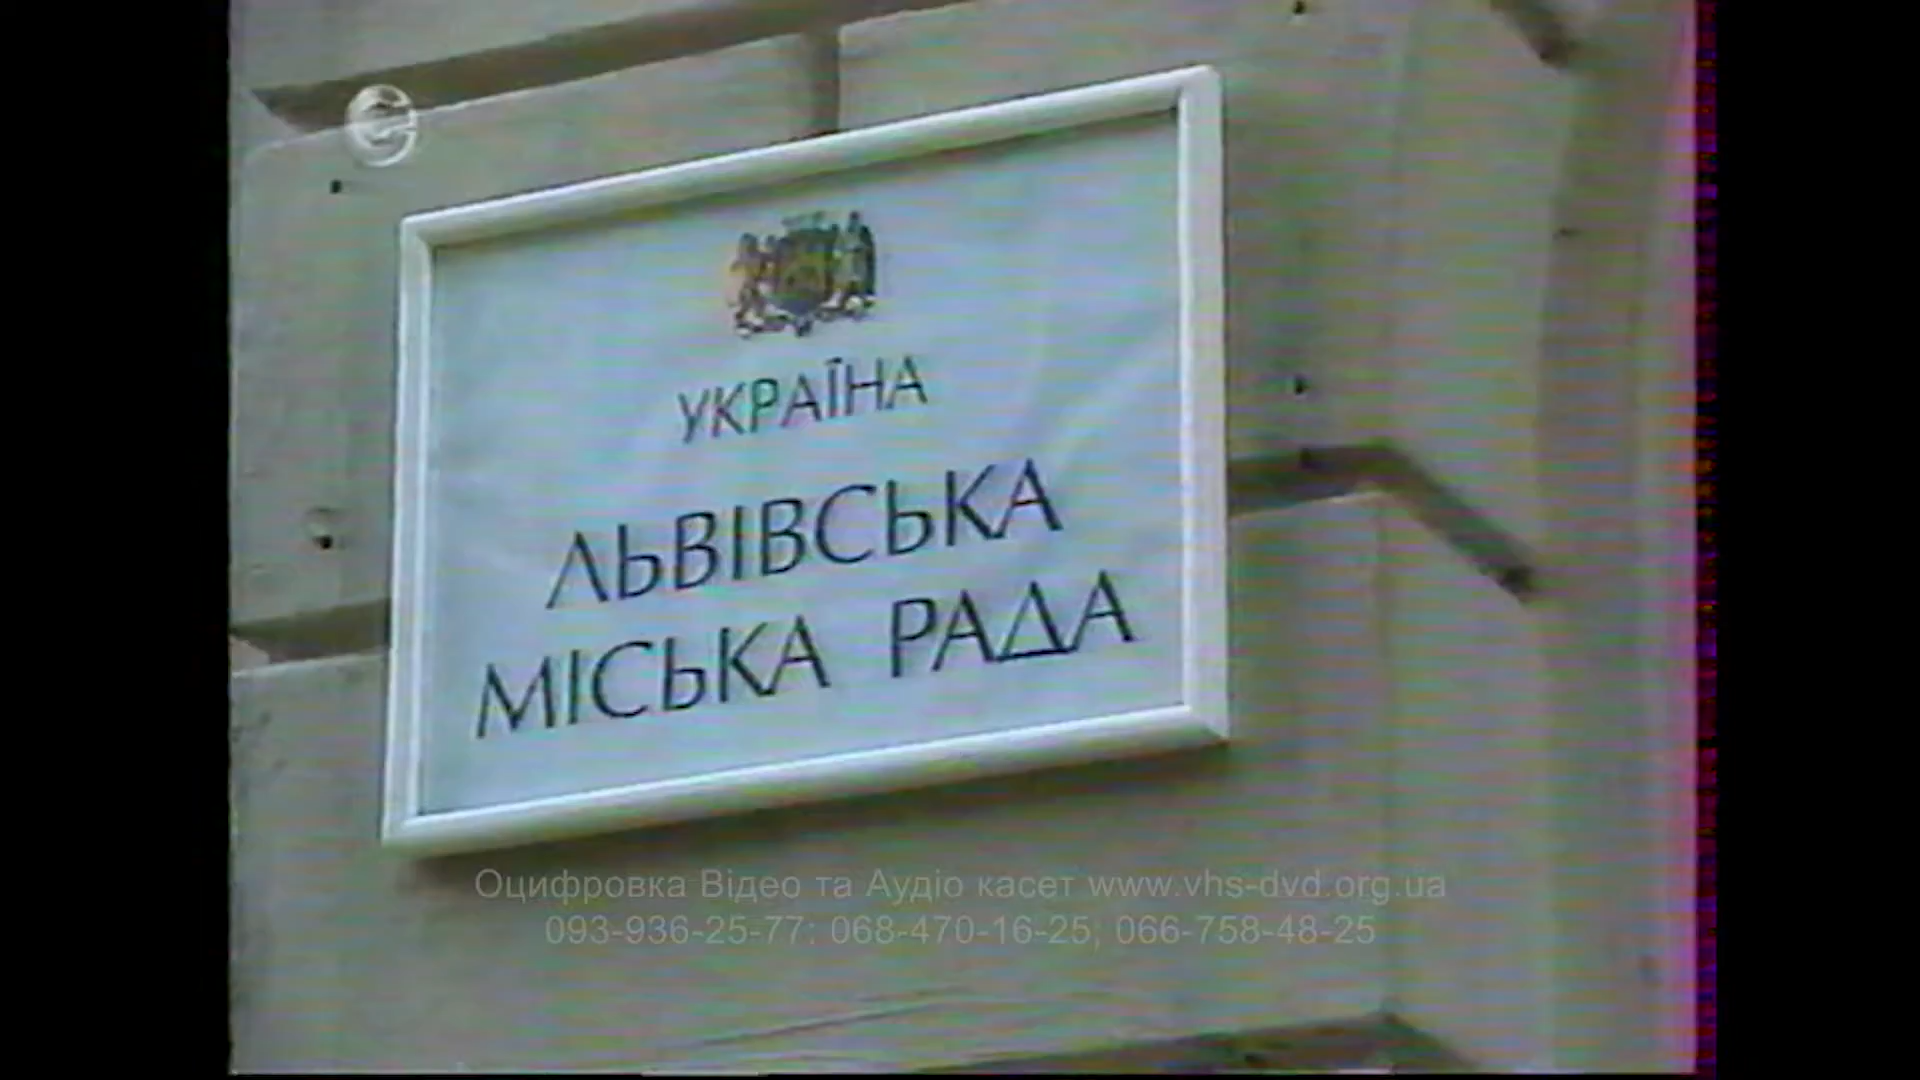 УКРАЇНА
ЛЬВІВСЬКА
МІСЬКА РАДА
Оцифровка Відео та Аудіо касет www.vhs-dvd.org.ua
093-936-25-77; 068-470-16-25; 066-758-48-25